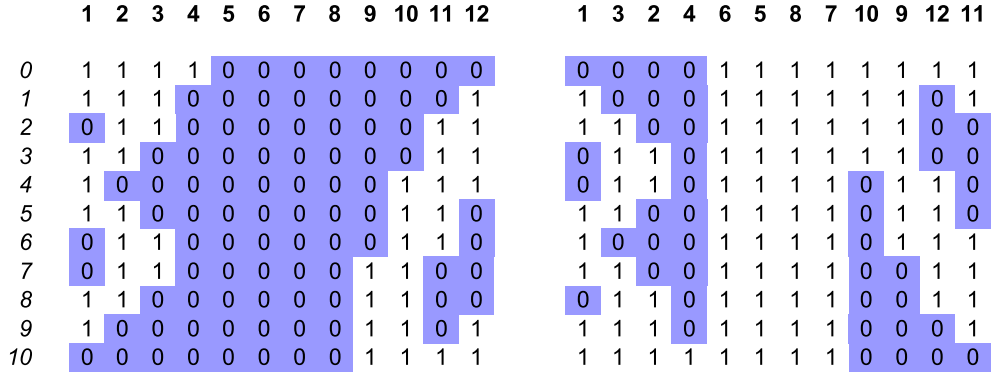 1 2 3 4 5 6 7 8 9 10 11 12 1 3 2 4 6 5 8 7 10 9 12 11
0 1 1 1 1 0 0 0 0 0 0 0 0 0 0 0 0 1 1 1 1 1 1 1 1
1 1 1 1 0 0 0 0 0 0 0 0 1 1 0 0 0 1 1 1 1 1 1 0 1
2 0 1 1 0 0 0 0 0 0 0 1 1 1 1 0 0 1 1 1 1 1 1 0 0
3 1 1 0 0 0 0 0 0 0 0 1 1 0 1 1 0 1 1 1 1 1 1 0 0
4 1 0 0 0 0 0 0 0 0 1 1 1 0 1 1 0 1 1 1 1 0 1 1 0
5 1 1 0 0 0 0 0 0 0 1 1 0 1 1 0 0 1 1 1 1 0 1 1 0
6 0 1 1 0 0 0 0 0 0 1 1 0 1 0 0 0 1 1 1 1 0 1 1 1
7 0 1 1 0 0 0 0 0 1 1 0 0 1 1 0 0 1 1 1 1 0 0 1 1
8 1 1 0 0 0 0 0 0 1 1 0 0 0 1 1 0 1 1 1 1 0 0 1 1
9 1 0 0 0 0 0 0 0 1 1 0 1 1 1 1 0 1 1 1 1 0 0 0 1
10 0 0 0 0 0 0 0 0 1 1 1 1 1 1 1 1 1 1 1 1 0 0 0 0